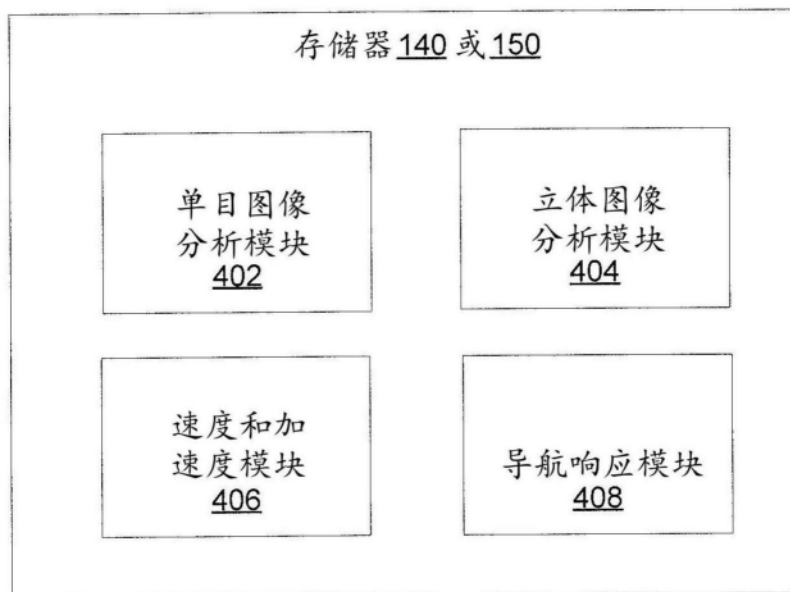 存储器 140 或 150
单目图像
分析模块
402
立体图像
分析模块
404
速度和加
速度模块
406
导航响应模块
408